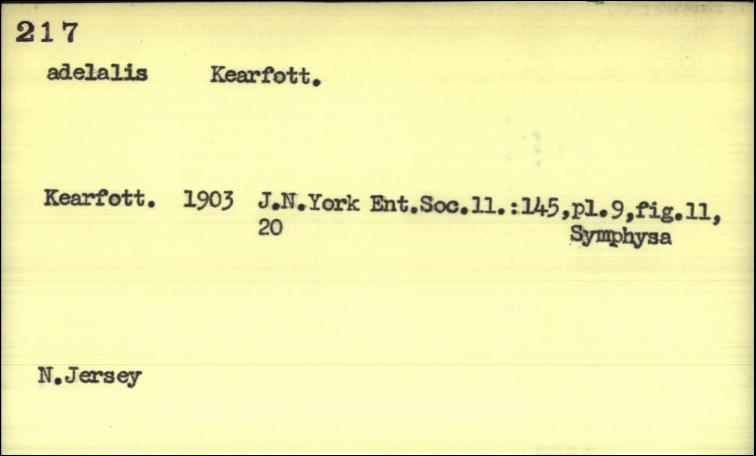 217
adelalis Kearfott.
Kearfott. 1903 J.N.York Ent.Soc.11.:145,pl.9,fig.11,
20 Symphysa
N.Jersey